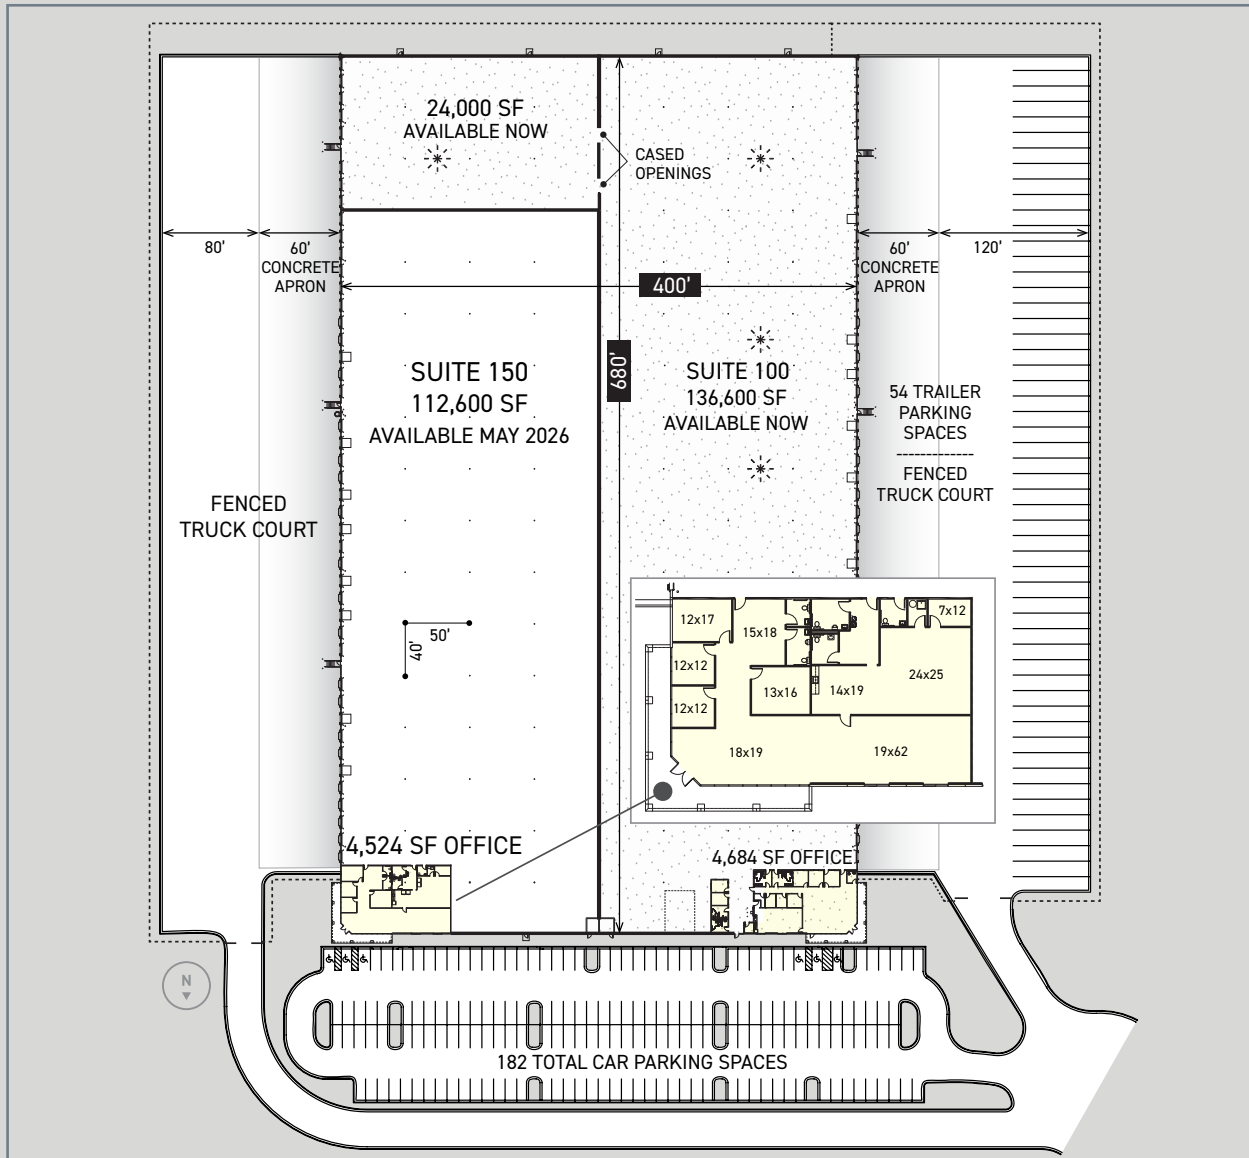 24,000 SF
AVAILABLE NOW
CASED
OPENINGS
80'
60'
CONCRETE
APRON
400'
60'
CONCRETE
APRON
120'
680'
SUITE 150
112,600 SF
AVAILABLE MAY 2026
SUITE 100
136,600 SF
AVAILABLE NOW
54 TRAILER
PARKING
SPACES
------------
FENCED
TRUCK COURT
FENCED
TRUCK COURT
50'
40'
12x17
15x18
7x12
12x12
24x25
13x16
14x19
12x12
18x19
19x62
4,524 SF OFFICE
4,684 SF OFFICE
N
182 TOTAL CAR PARKING SPACES